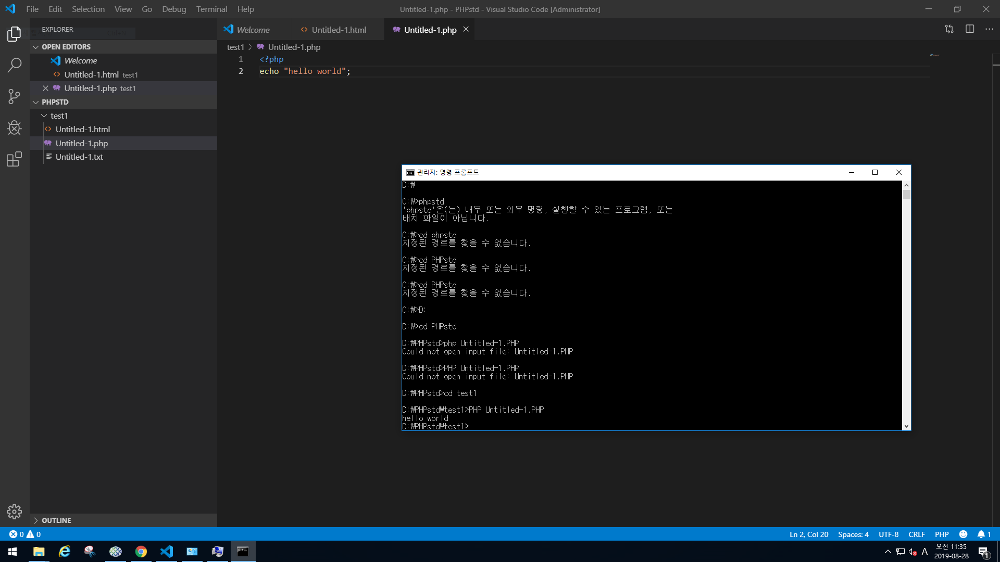 File Edit Selection View Go Debug Terminal Help
Untitled-1.php - PHPstd - Visual Studio Code [Administrator]
EXPLORER
OPEN EDITORS
Welcome
Untitled-1.html test1
Untitled-1.php test1
PHPSTD
test1
Untitled-1.html
Untitled-1.php
Untitled-1.txt
OUTLINE
Welcome Untitled-1.html Untitled-1.php
test1 > Untitled-1.php
1 <?php
2 echo "hello world";
관리자: 명령 프롬프트
D:₩
C:₩>phpstd
'phpstd'은(는) 내부 또는 외부 명령, 실행할 수 있는 프로그램, 또는
배치 파일이 아닙니다.
C:₩>cd phpstd
지정된 경로를 찾을 수 없습니다.
C:₩>cd PHPstd
지정된 경로를 찾을 수 없습니다.
C:₩>cd PHPstd
지정된 경로를 찾을 수 없습니다.
C:₩>D:
D:₩>cd PHPstd
D:₩PHPstd>php Untitled-1.PHP
Could not open input file: Untitled-1.PHP
D:₩PHPstd>PHP Untitled-1.PHP
Could not open input file: Untitled-1.PHP
D:₩PHPstd>cd test1
D:₩PHPstd₩test1>PHP Untitled-1.PHP
hello world
D:₩PHPstd₩test1>
0 0
Ln 2, Col 20 Spaces: 4 UTF-8 CRLF PHP 1
A 오전 11:35
2019-08-28
1